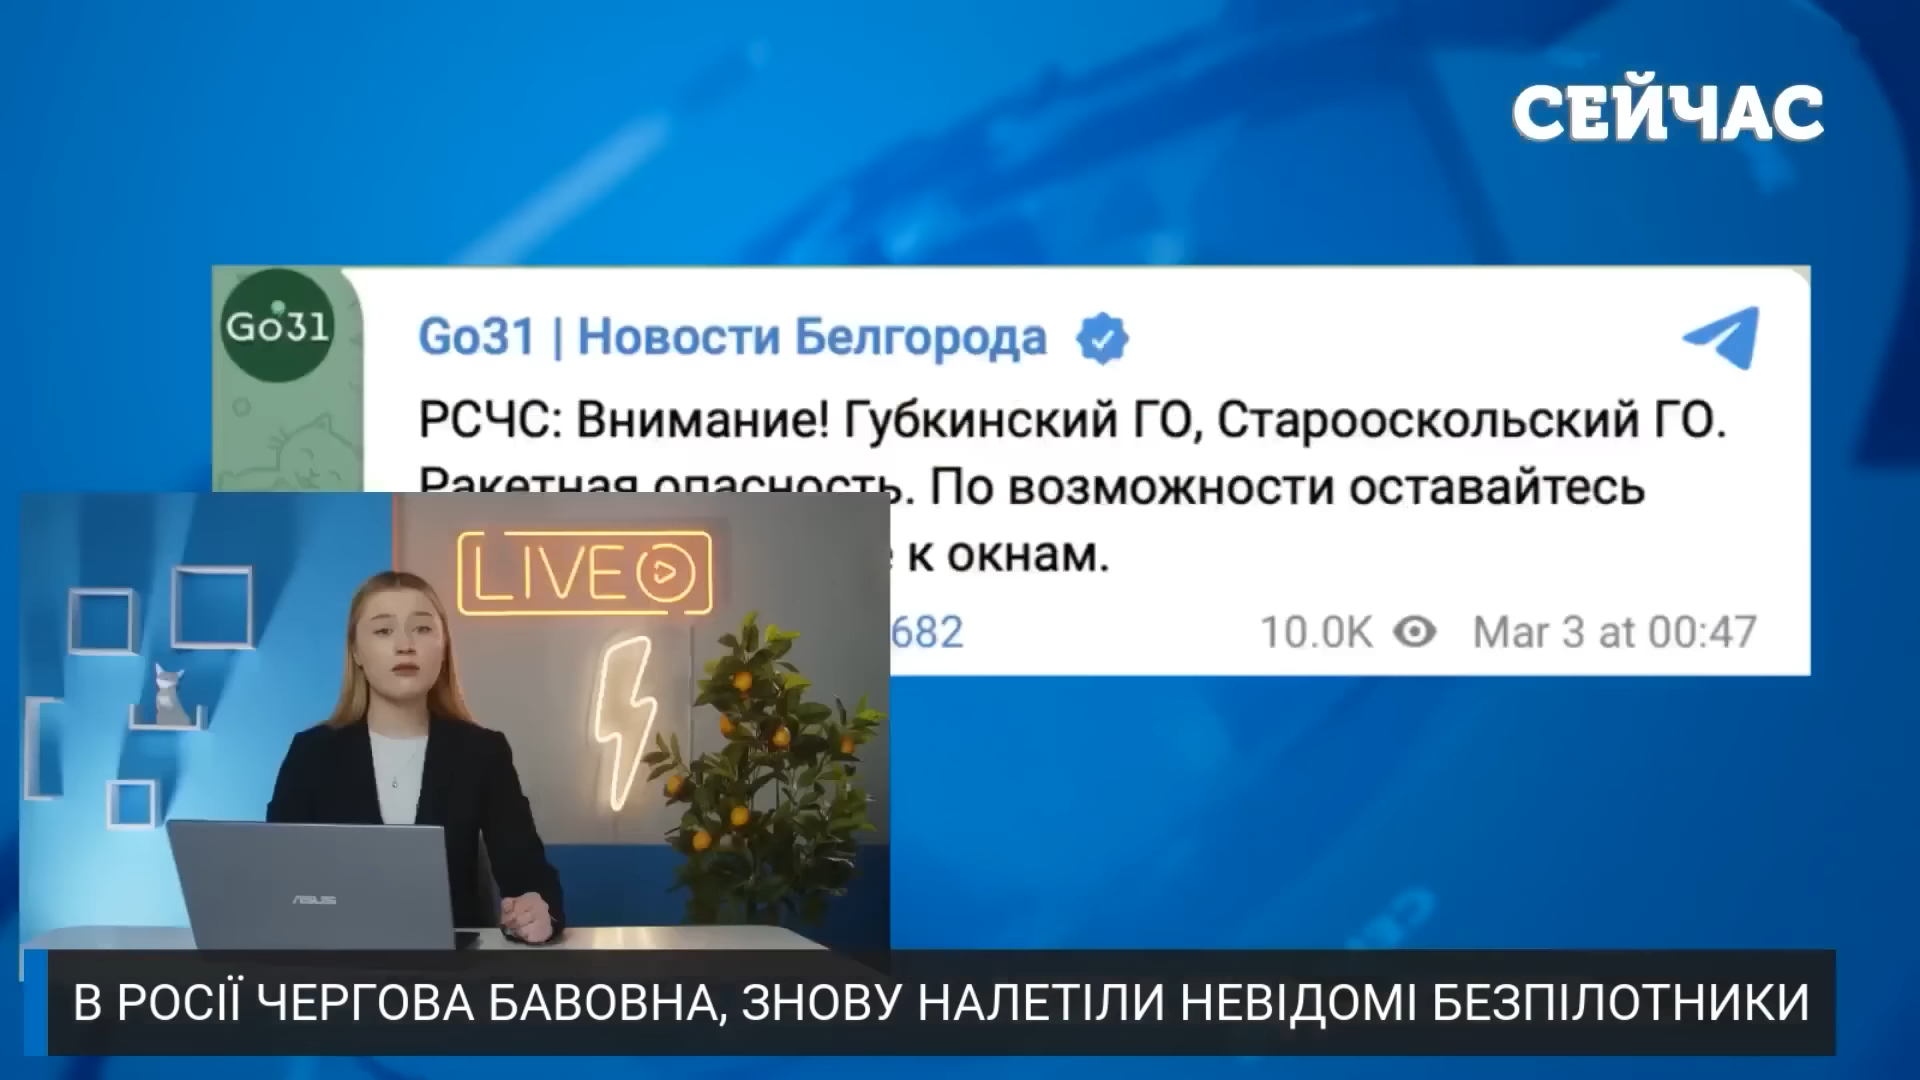 СЕЙЧАС
Go31
Go31 | Новости Белгорода
РСЧС: Внимание! Губкинский ГО, Старооскольский ГО.
Ракетная опасность. По возможности оставайтесь
к окнам.
682 10.0K Mar 3 at 00:47
LIVE
ASUS
В РОСІЇ ЧЕРГОВА БАВОВНА, ЗНОВУ НАЛЕТІЛИ НЕВІДОМІ БЕЗПІЛОТНИКИ